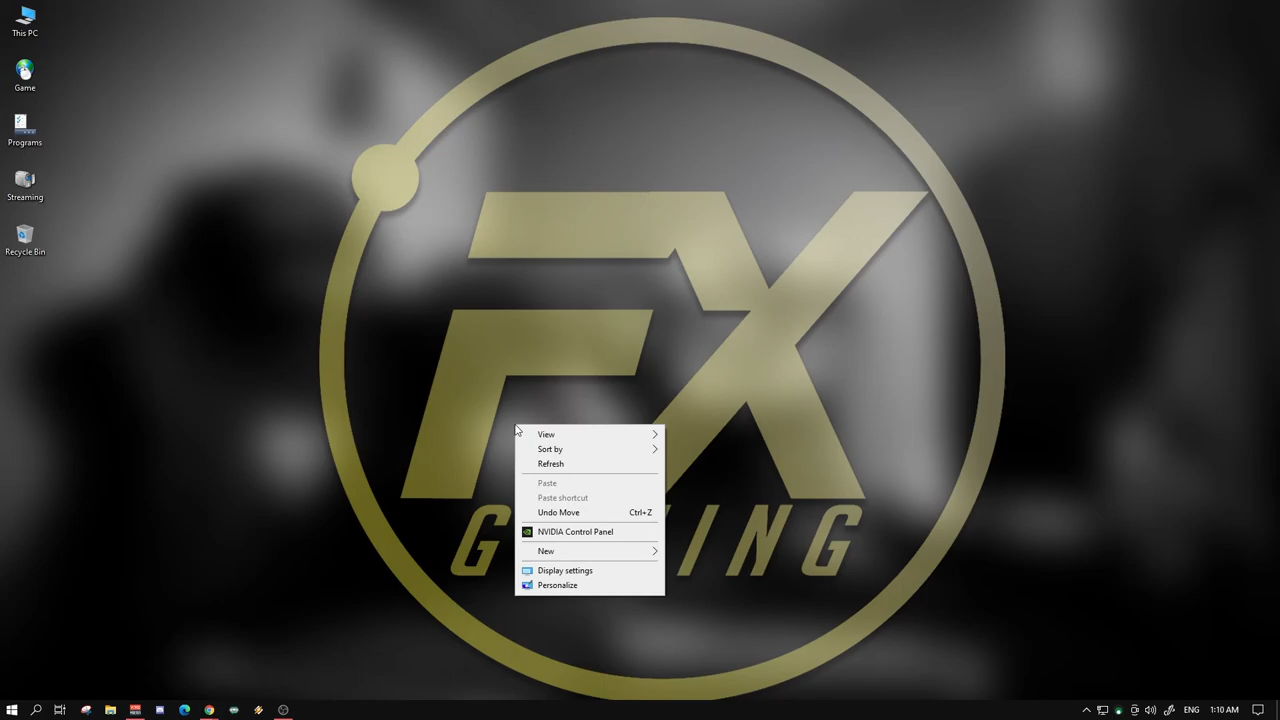 This PC
Game
Programs
Streaming
Recycle Bin
FX
View
Sort by
Refresh
Paste
Paste shortcut
Undo Move Ctrl+Z
NVIDIA Control Panel
New
Display settings
Personalize
ENG 1:10 AM